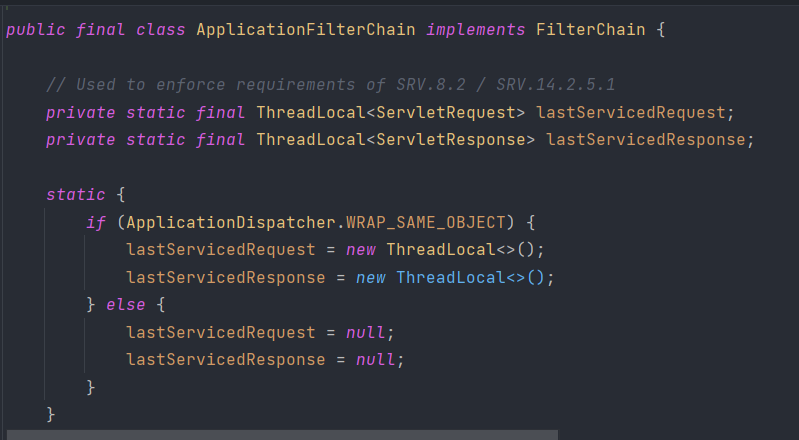 public final class ApplicationFilterChain implements FilterChain {
// Used to enforce requirements of SRV.8.2 / SRV.14.2.5.1
private static final ThreadLocal<ServletRequest> lastServicedRequest;
private static final ThreadLocal<ServletResponse> lastServicedResponse;
static {
if (ApplicationDispatcher.WRAP_SAME_OBJECT) {
lastServicedRequest = new ThreadLocal<>();
lastServicedResponse = new ThreadLocal<>();
} else {
lastServicedRequest = null;
lastServicedResponse = null;
}
}